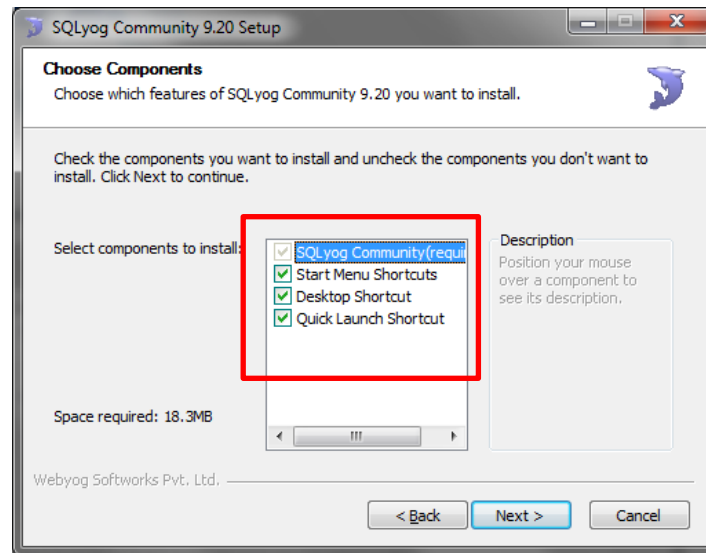 SQLyog Community 9.20 Setup
Choose Components
Choose which features of SQLyog Community 9.20 you want to install.
Check the components you want to install and uncheck the components you don't want to
install. Click Next to continue.
Select components to install:
SQLyog Community(requi
Start Menu Shortcuts
Desktop Shortcut
Quick Launch Shortcut
Description
Position your mouse
over a component to
see its description.
Space required: 18.3MB
Webyog Softworks Pvt. Ltd.
< Back
Next >
Cancel